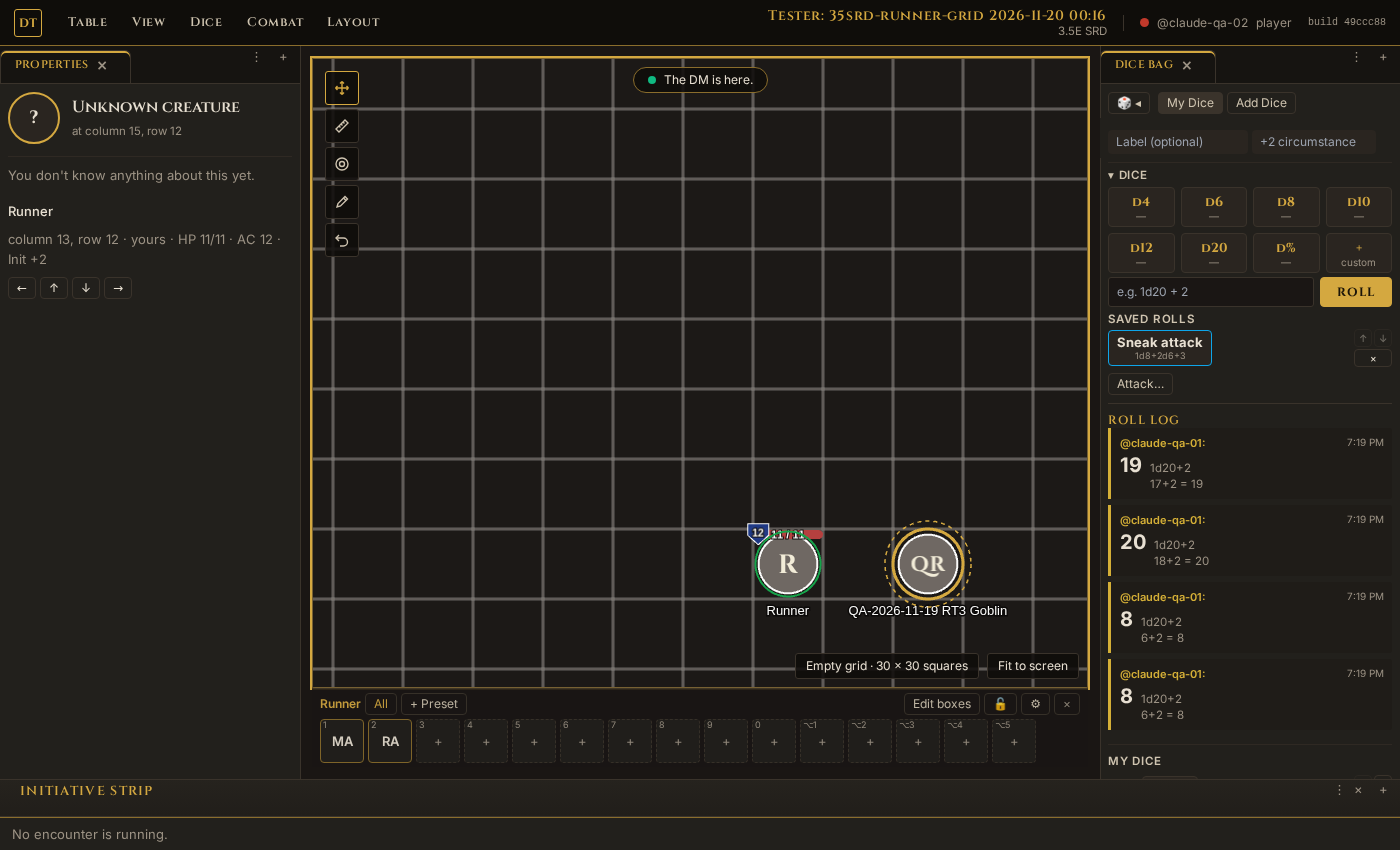 DT TABLE VIEW DICE COMBAT LAYOUT TESTER: 35SRD-RUNNER-GRID 2026-11-20 00:16 @claude-qa-02 player build 49ccc88
3.5E SRD
PROPERTIES ×
?
UNKNOWN CREATURE
at column 15, row 12
You don't know anything about this yet.
Runner
column 13, row 12 · yours · HP 11/11 · AC 12 ·
Init +2
← ↑ ↓ →
The DM is here.
12
11 / 11
R
QR
Runner
QA-2026-11-19 RT3 Goblin
Empty grid · 30 × 30 squares
Fit to screen
Runner All + Preset Edit boxes ×
1 2 3 4 5 6 7 8 9 0 ⌥1 ⌥2 ⌥3 ⌥4 ⌥5
MA RA + + + + + + + + + + + + +
DICE BAG ×
My Dice Add Dice
Label (optional) +2 circumstance
▾ DICE
D4 D6 D8 D10
— — — —
D12 D20 D% +
— — — custom
e.g. 1d20 + 2 ROLL
SAVED ROLLS
Sneak attack ↑ ↓
1d8+2d6+3 ×
Attack...
ROLL LOG
@claude-qa-01: 7:19 PM
19 1d20+2
17+2 = 19
@claude-qa-01: 7:19 PM
20 1d20+2
18+2 = 20
@claude-qa-01: 7:19 PM
8 1d20+2
6+2 = 8
@claude-qa-01: 7:19 PM
8 1d20+2
6+2 = 8
MY DICE
INITIATIVE STRIP
No encounter is running.